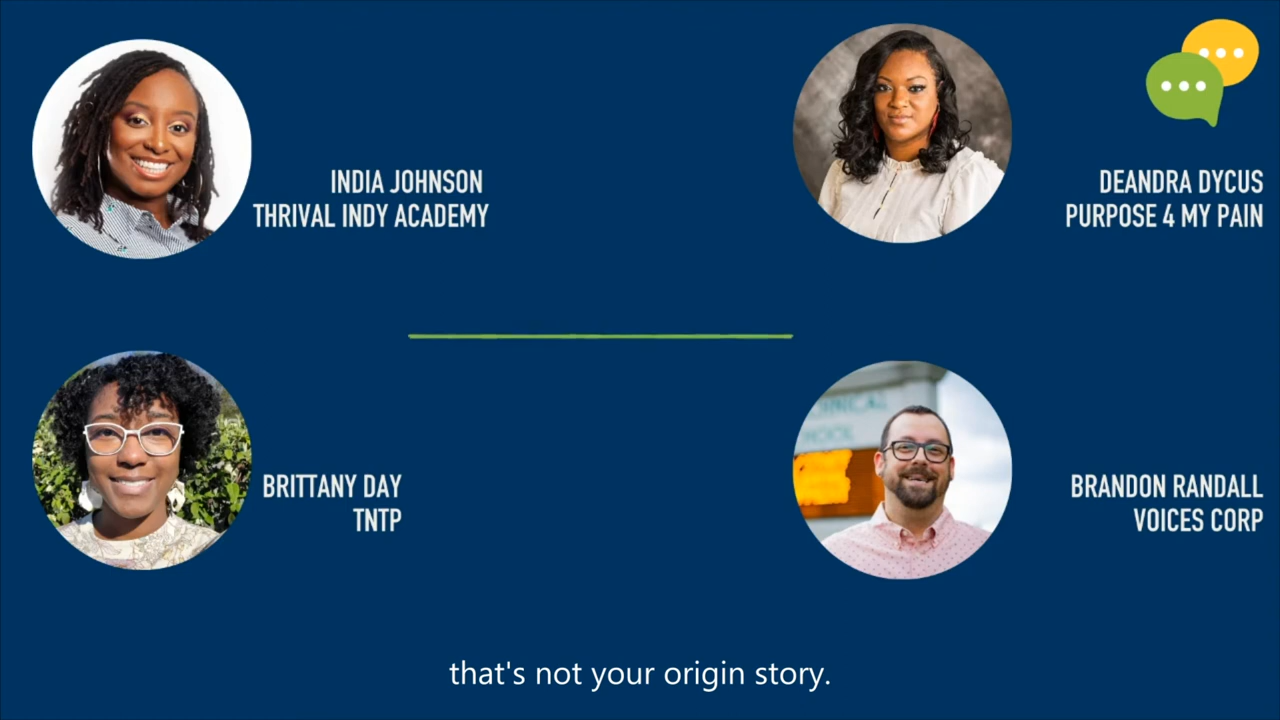 INDIA JOHNSON
THRIVAL INDY ACADEMY
DEANDRA DYCUS
PURPOSE 4 MY PAIN
BRITTANY DAY
TNTP
BRANDON RANDALL
VOICES CORP
that's not your origin story.